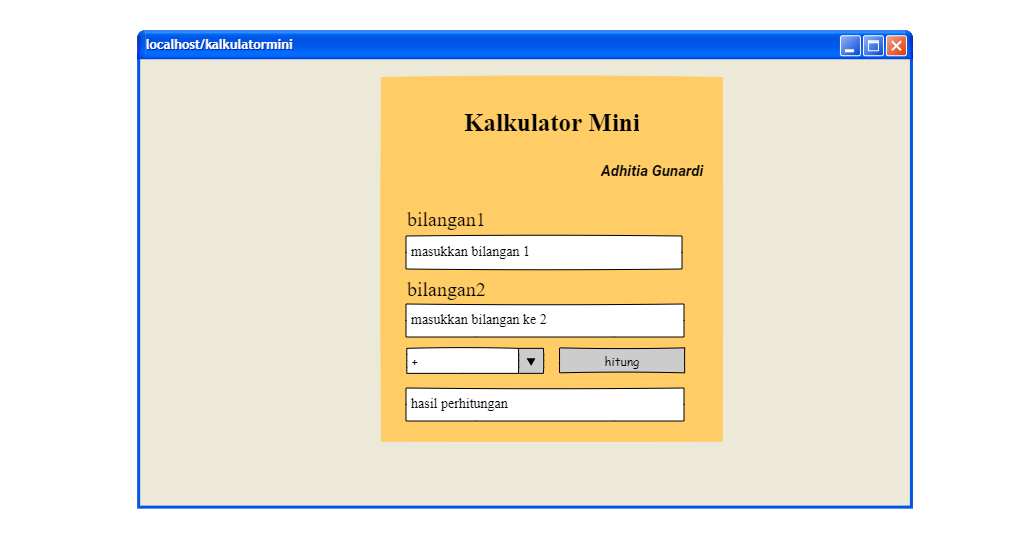 localhost/kalkulatormini
Kalkulator Mini
Adhitia Gunardi
bilangan1
masukkan bilangan 1
bilangan2
masukkan bilangan ke 2
+
hitung
hasil perhitungan